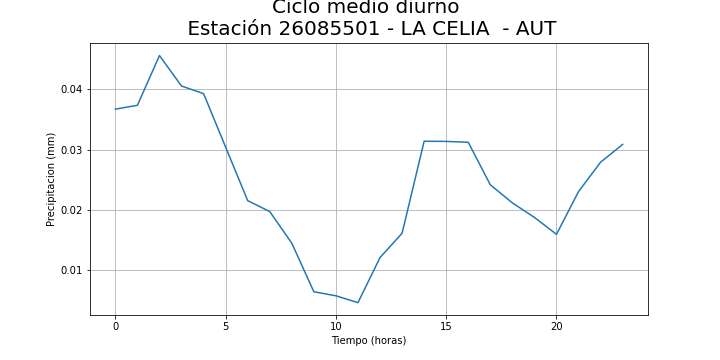 Ciclo medio diurno
Estación 26085501 - LA CELIA  - AUT
0.04
0.03
0.02
0.01
Precipitacion (mm)
0 5 10 15 20
Tiempo (horas)